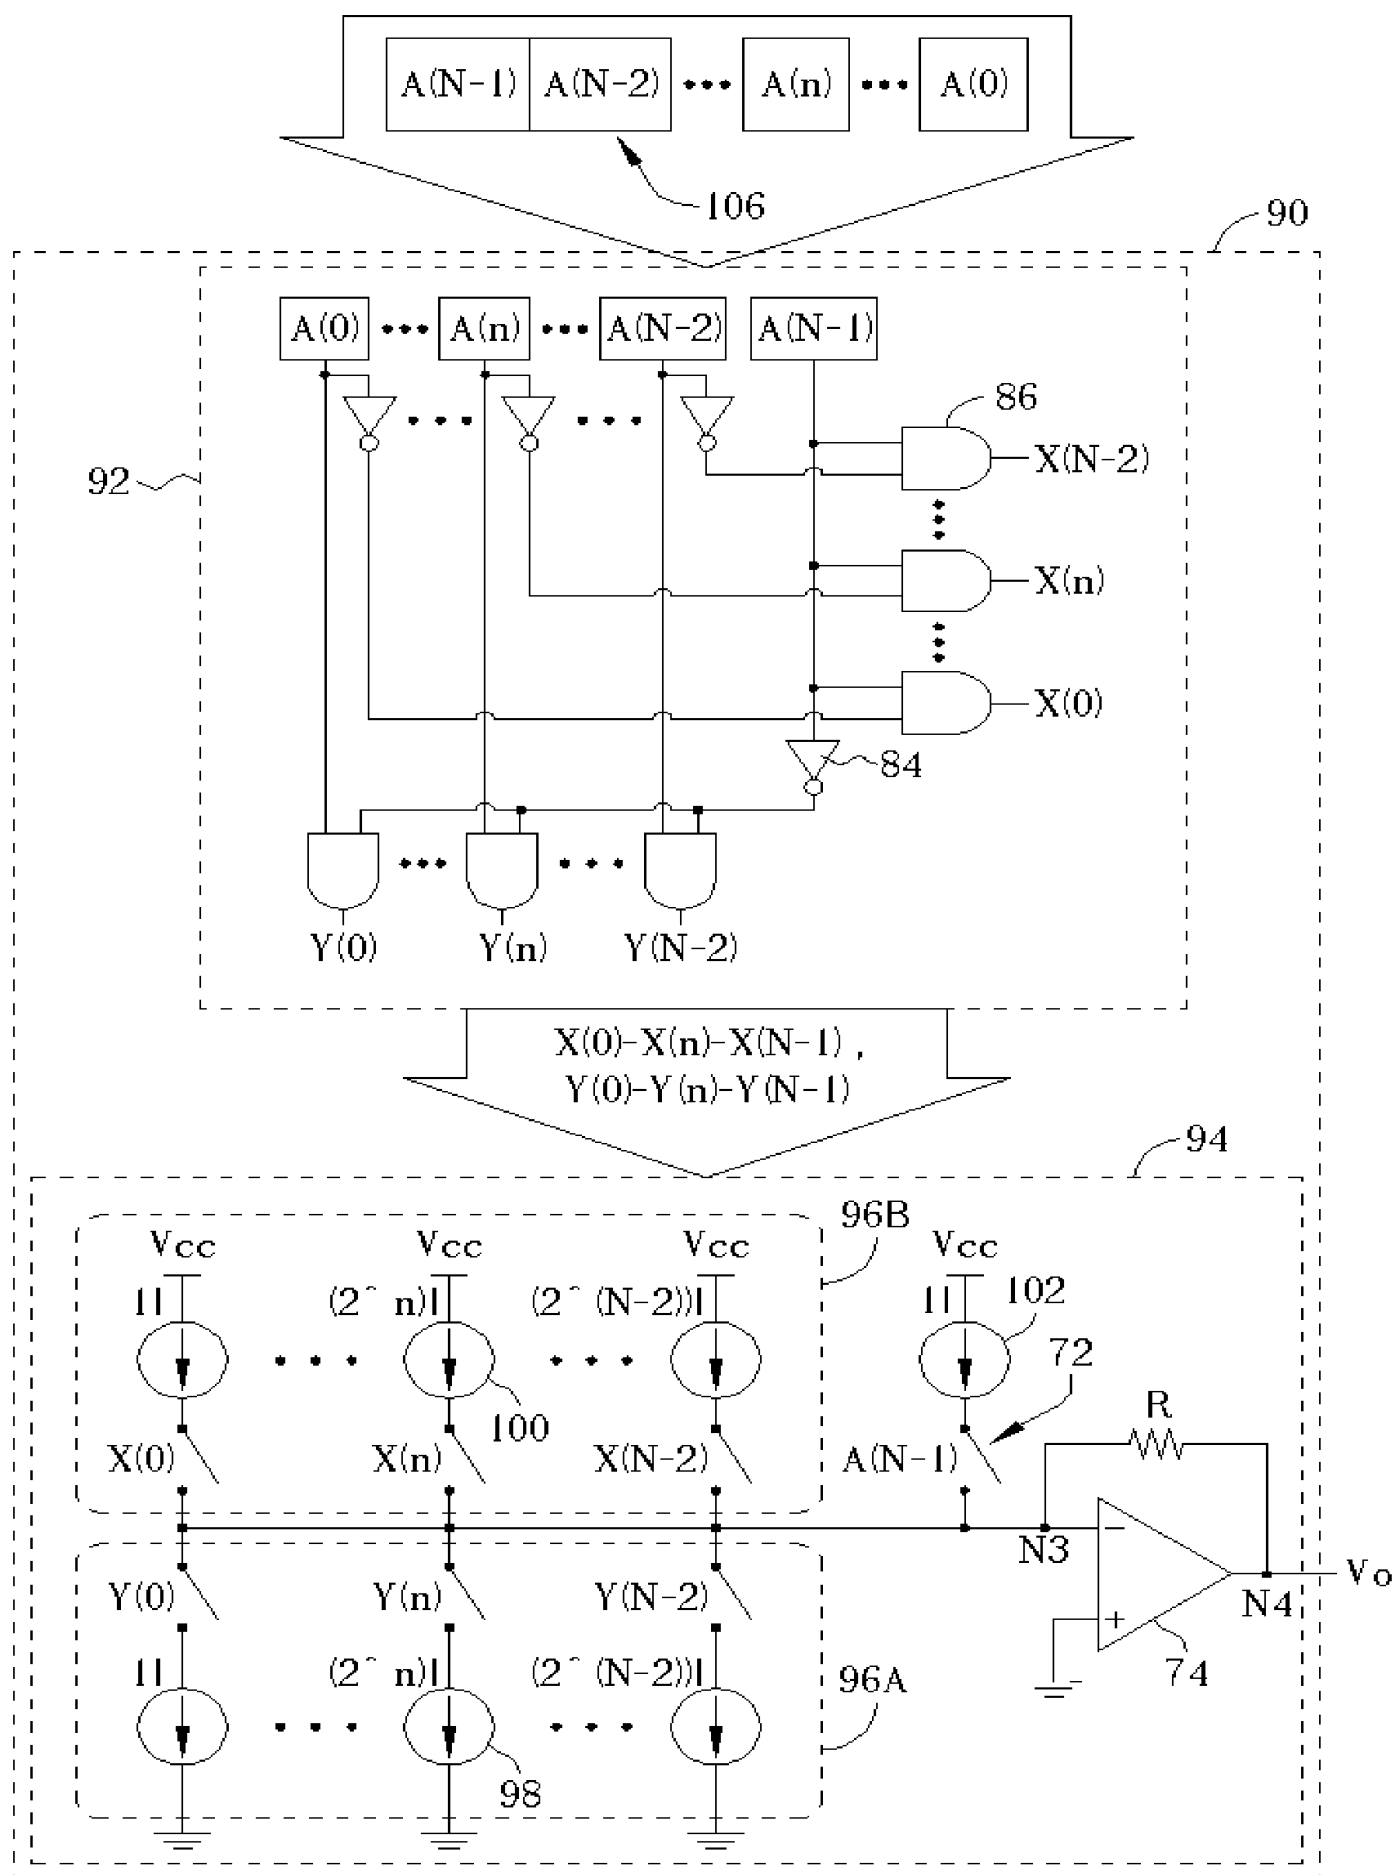 A(N-1) A(N-2) ••• A(n) ••• A(0)
106
90
A(0) ••• A(n) ••• A(N-2) A(N-1)
86
X(N-2)
92
X(n)
X(0)
84
Y(0) Y(n) Y(N-2)
X(0)-X(n)-X(N-1) ,
Y(0)-Y(n)-Y(N-1)
94
96B
Vcc Vcc Vcc Vcc
1I (2^ n)I (2^ (N-2))I 1I
102
72
100
R
X(0) X(n) X(N-2) A(N-1)
N3
−
Y(0) Y(n) Y(N-2)
Vo
N4
+
74
1I (2^ n)I (2^ (N-2))I
96A
98